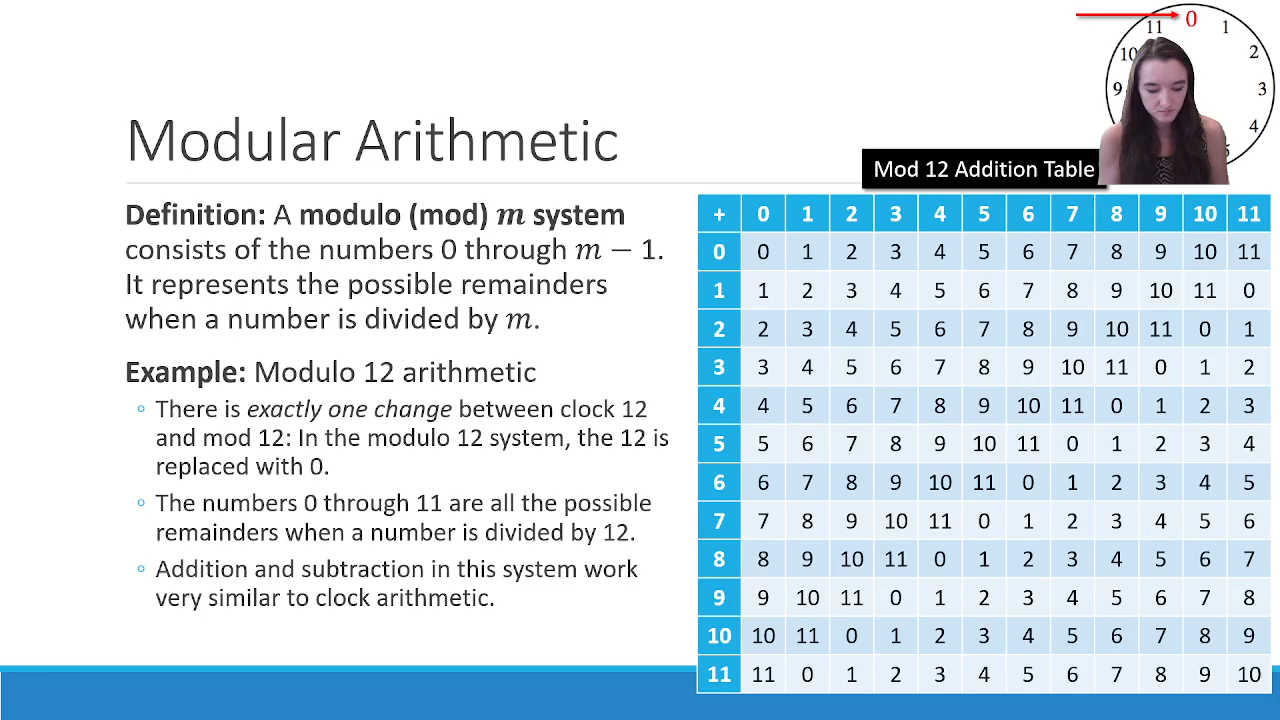 0
11
1
10
2
9
3
4
Modular Arithmetic
Mod 12 Addition Table
Definition: A modulo (mod) m system
consists of the numbers 0 through m − 1.
It represents the possible remainders
when a number is divided by m.
Example: Modulo 12 arithmetic
◦ There is exactly one change between clock 12
and mod 12: In the modulo 12 system, the 12 is
replaced with 0.
◦ The numbers 0 through 11 are all the possible
remainders when a number is divided by 12.
◦ Addition and subtraction in this system work
very similar to clock arithmetic.
+ 0 1 2 3 4 5 6 7 8 9 10 11
0 0 1 2 3 4 5 6 7 8 9 10 11
1 1 2 3 4 5 6 7 8 9 10 11 0
2 2 3 4 5 6 7 8 9 10 11 0 1
3 3 4 5 6 7 8 9 10 11 0 1 2
4 4 5 6 7 8 9 10 11 0 1 2 3
5 5 6 7 8 9 10 11 0 1 2 3 4
6 6 7 8 9 10 11 0 1 2 3 4 5
7 7 8 9 10 11 0 1 2 3 4 5 6
8 8 9 10 11 0 1 2 3 4 5 6 7
9 9 10 11 0 1 2 3 4 5 6 7 8
10 10 11 0 1 2 3 4 5 6 7 8 9
11 11 0 1 2 3 4 5 6 7 8 9 10